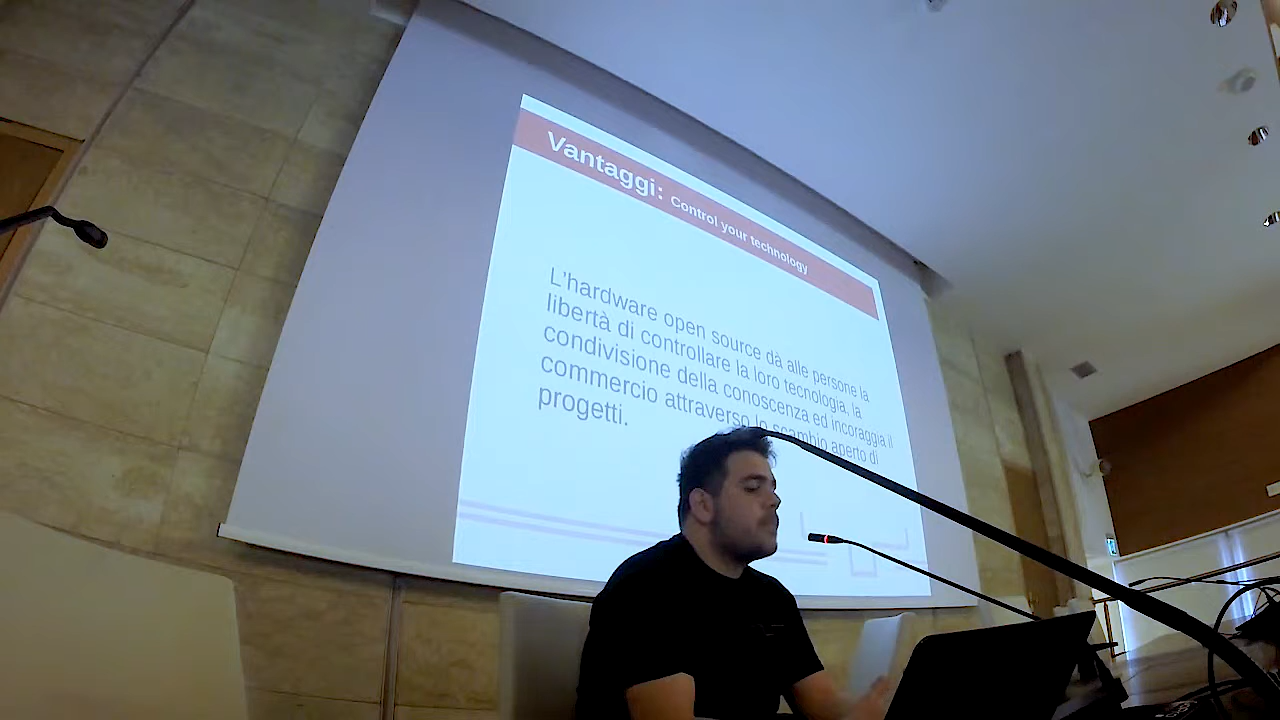 Vantaggi: Control your technology
L'hardware open source dà alle persone la
libertà di controllare la loro tecnologia, la
condivisione della conoscenza ed incoraggia il
commercio attraverso lo scambio aperto di
progetti.